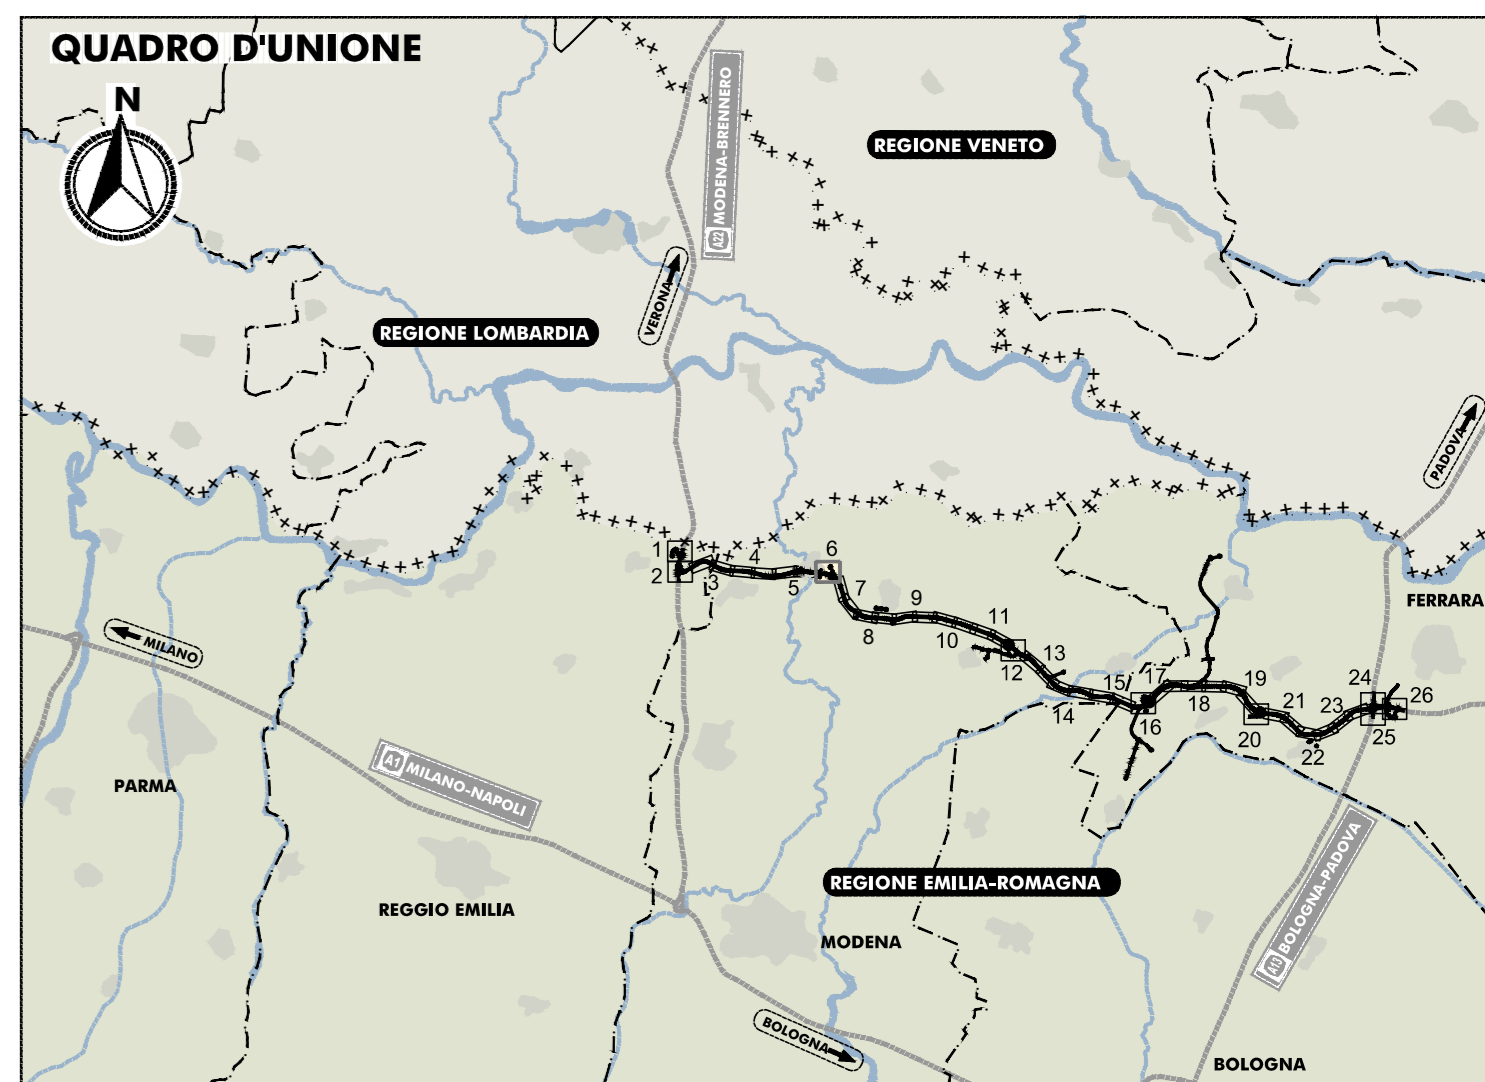 QUADRO D'UNIONE
N
A22 MODENA-BRENNERO
REGIONE VENETO
VERONA
REGIONE LOMBARDIA
PADOVA
1
2
3
4
5
6
7
8
9
10
11
12
13
14
15
16
17
18
19
20
21
22
23
24
25
26
FERRARA
MILANO
PARMA
A1 MILANO-NAPOLI
REGIONE EMILIA-ROMAGNA
REGGIO EMILIA
MODENA
A13 BOLOGNA-PADOVA
BOLOGNA
BOLOGNA